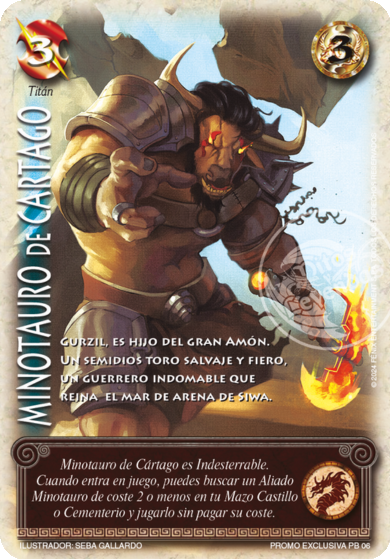 3
3
Titán
MINOTAURO DE CARTAGO
GURZIL, ES HIJO DEL GRAN AMÓN.
UN SEMIDIOS TORO SALVAJE Y FIERO,
UN GUERRERO INDOMABLE QUE
REINA EL MAR DE ARENA DE SIWA.
Minotauro de Cártago es Indesterrable.
Cuando entra en juego, puedes buscar un Aliado
Minotauro de coste 2 o menos en tu Mazo Castillo
o Cementerio y jugarlo sin pagar su coste.
ILUSTRADOR: SEBA GALLARDO
PROMO EXCLUSIVA PB 06